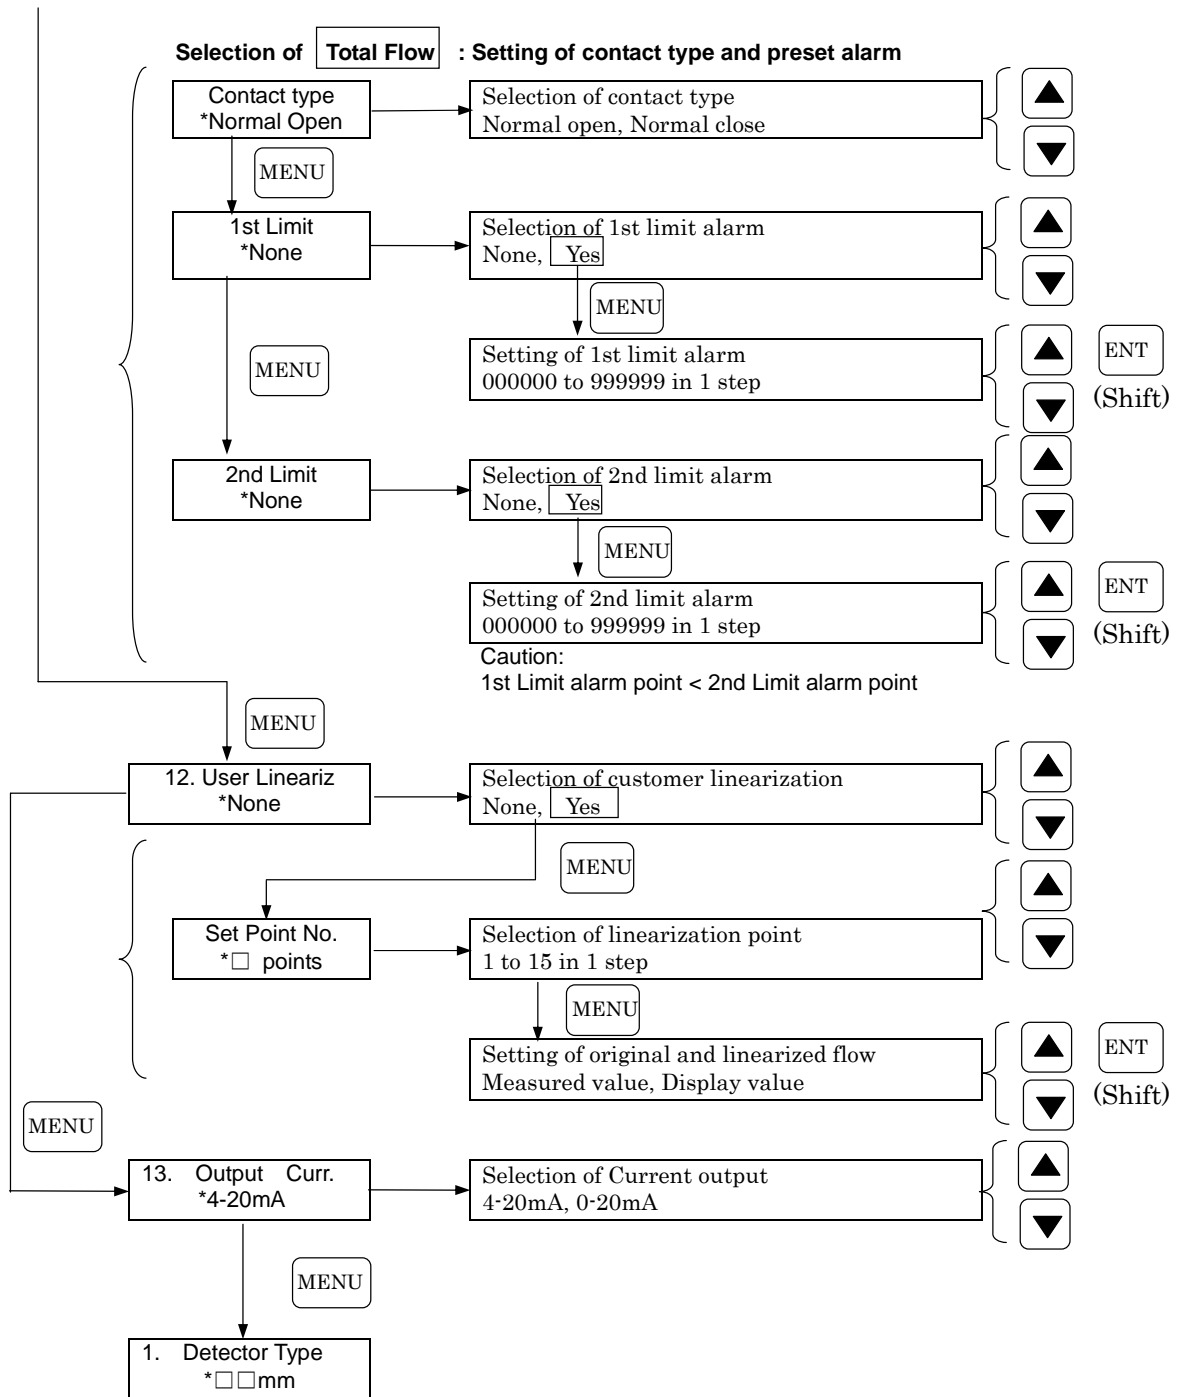 Selection of Total Flow : Setting of contact type and preset alarm
Contact type
*Normal Open
Selection of contact type
Normal open, Normal close
MENU
1st Limit
*None
Selection of 1st limit alarm
None, Yes
MENU
Setting of 1st limit alarm
000000 to 999999 in 1 step
ENT
(Shift)
MENU
2nd Limit
*None
Selection of 2nd limit alarm
None, Yes
MENU
Setting of 2nd limit alarm
000000 to 999999 in 1 step
ENT
(Shift)
Caution:
1st Limit alarm point < 2nd Limit alarm point
MENU
12. User Lineariz
*None
Selection of customer linearization
None, Yes
MENU
Set Point No.
*□ points
Selection of linearization point
1 to 15 in 1 step
MENU
Setting of original and linearized flow
Measured value, Display value
ENT
(Shift)
MENU
13. Output Curr.
*4-20mA
Selection of Current output
4-20mA, 0-20mA
MENU
1. Detector Type
*□□mm